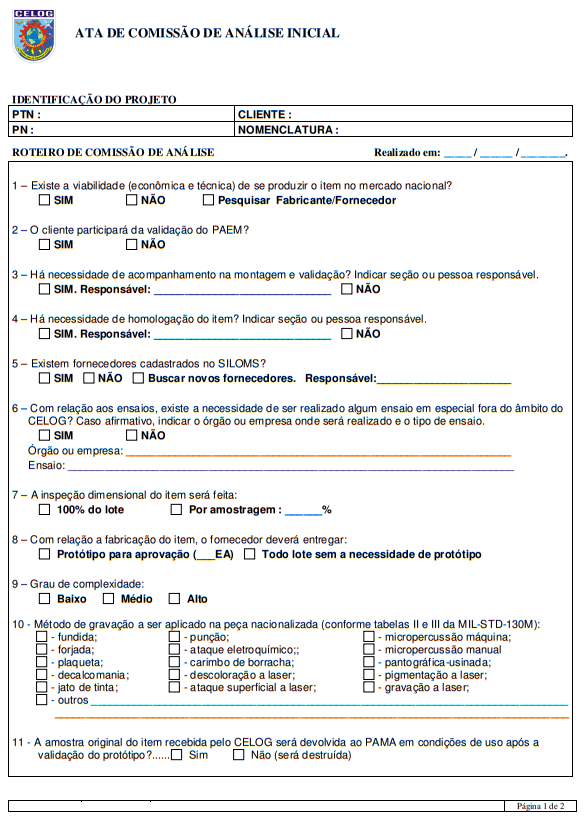 CELOG
ATA DE COMISSÃO DE ANÁLISE INICIAL
IDENTIFICAÇÃO DO PROJETO
PTN : CLIENTE :
PN : NOMENCLATURA :
ROTEIRO DE COMISSÃO DE ANÁLISE Realizado em: _____ / ______ / ________.
1 – Existe a viabilidade (econômica e técnica) de se produzir o item no mercado nacional?
SIM NÃO Pesquisar Fabricante/Fornecedor
2 – O cliente participará da validação do PAEM?
SIM NÃO
3 – Há necessidade de acompanhamento na montagem e validação? Indicar seção ou pessoa responsável.
SIM. Responsável: _____________________________ NÃO
4 – Há necessidade de homologação do item? Indicar seção ou pessoa responsável.
SIM. Responsável: _____________________________ NÃO
5 – Existem fornecedores cadastrados no SILOMS?
SIM NÃO Buscar novos fornecedores. Responsável:______________________
6 – Com relação aos ensaios, existe a necessidade de ser realizado algum ensaio em especial fora do âmbito do
CELOG? Caso afirmativo, indicar o órgão ou empresa onde será realizado e o tipo de ensaio.
SIM NÃO
Órgão ou empresa: _______________________________________________________________
Ensaio: _________________________________________________________________________
7 – A inspeção dimensional do item será feita:
100% do lote Por amostragem : ______%
8 – Com relação a fabricação do item, o fornecedor deverá entregar:
Protótipo para aprovação (___EA) Todo lote sem a necessidade de protótipo
9 – Grau de complexidade:
Baixo Médio Alto
10 - Método de gravação a ser aplicado na peça nacionalizada (conforme tabelas II e III da MIL-STD-130M):
- fundida; - punção; - micropercussão máquina;
- forjada; - ataque eletroquímico;; - micropercussão manual
- plaqueta; - carimbo de borracha; - pantográfica-usinada;
- decalcomania; - descoloração a laser; - pigmentação a laser;
- jato de tinta; - ataque superficial a laser; - gravação a laser;
- outros ______________________________________________________________________________
____________________________________________________________________________________
11 - A amostra original do item recebida pelo CELOG será devolvida ao PAMA em condições de uso após a
validação do protótipo?...... Sim Não (será destruída)
Página 1 de 2